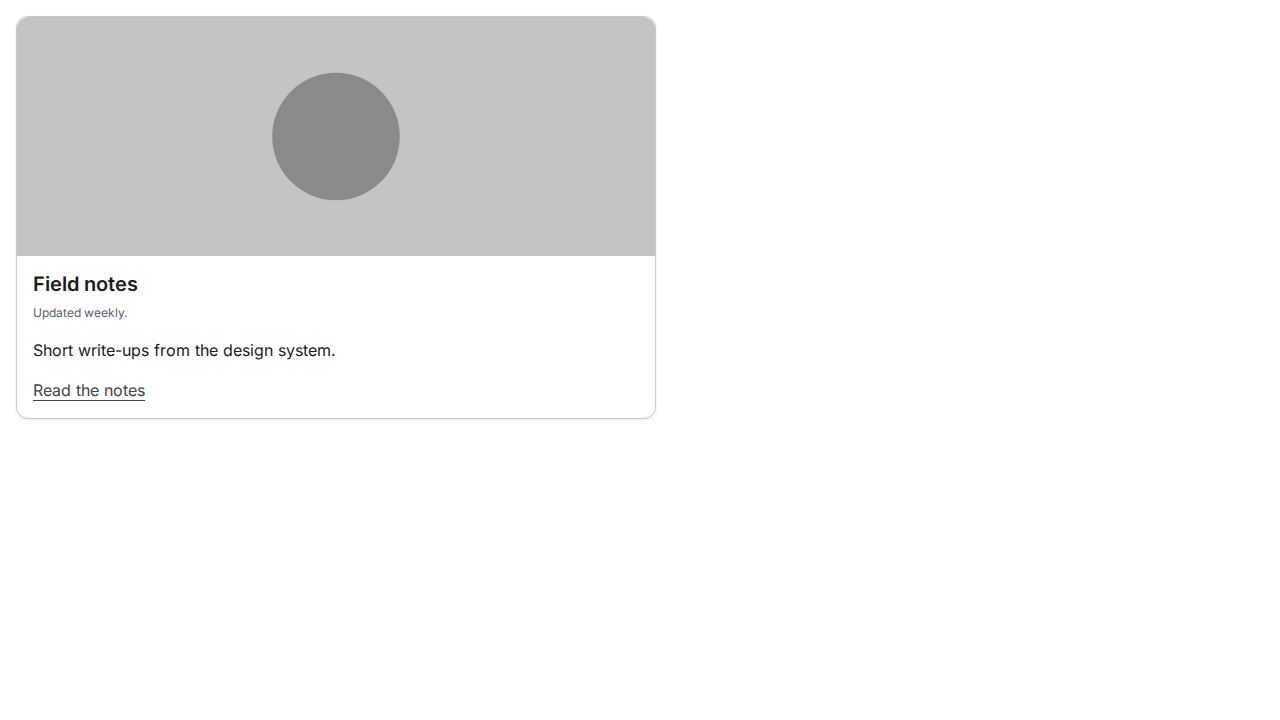 Field notes
Updated weekly.
Short write-ups from the design system.
Read the notes